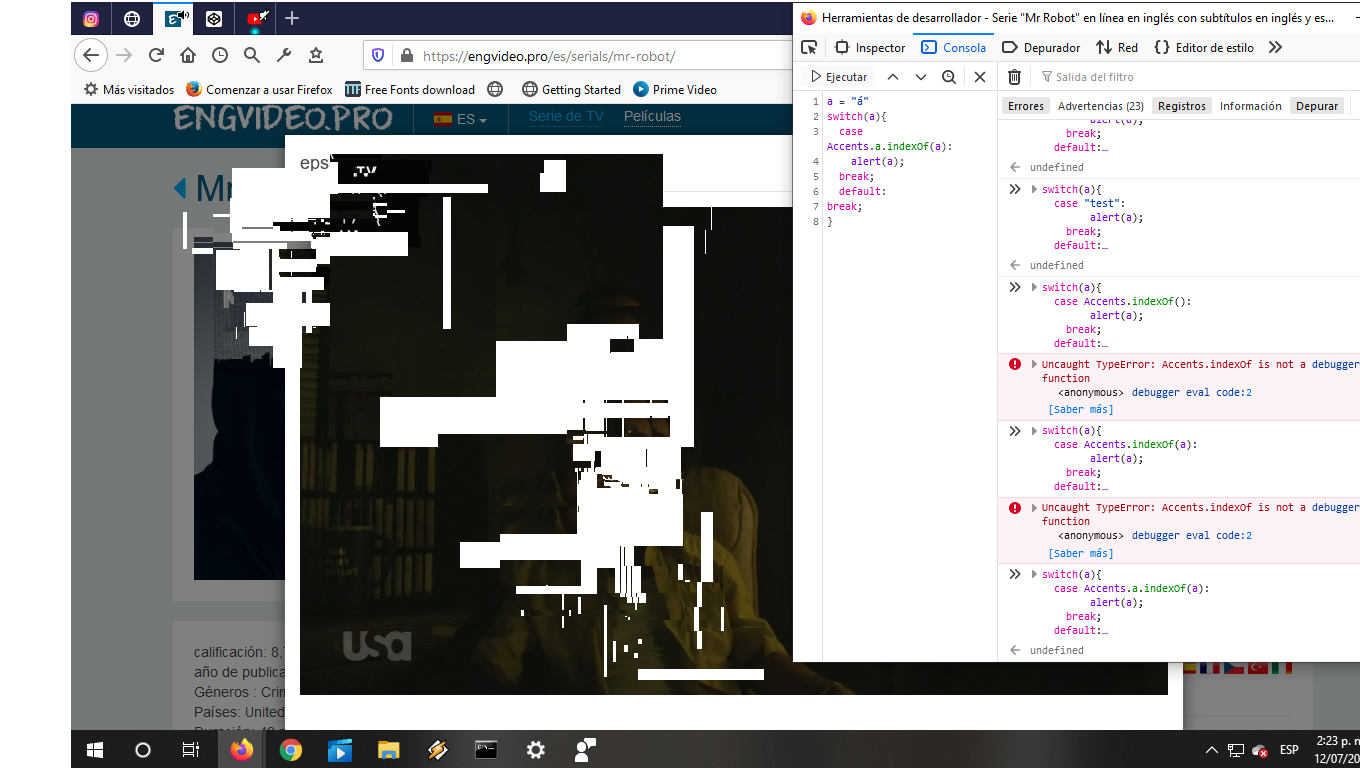 Herramientas de desarrollador - Serie "Mr Robot" en línea en inglés con subtítulos en inglés y es...
https://engvideo.pro/es/serials/mr-robot/
Inspector
Consola
Depurador
Red
Editor de estilo
Más visitados
Comenzar a usar Firefox
Free Fonts download
Getting Started
Prime Video
Ejecutar
Salida del filtro
Errores
Advertencias (23)
Registros
Información
Depurar
ENGVIDEO.PRO
ES
Serie de TV
Películas
eps
.TV
usa
calificación: 8,
año de publica
Géneros : Crim
Países: United
1 a = "á"
2 switch(a){
3 case
Accents.a.indexOf(a):
4 alert(a);
5 break;
6 default:
7 break;
8 }
alert(a);
break;
default:…
undefined
switch(a){
case "test":
alert(a);
break;
default:…
undefined
switch(a){
case Accents.indexOf():
alert(a);
break;
default:…
Uncaught TypeError: Accents.indexOf is not a debugger
function
<anonymous> debugger eval code:2
[Saber más]
switch(a){
case Accents.indexOf(a):
alert(a);
break;
default:…
Uncaught TypeError: Accents.indexOf is not a debugger
function
<anonymous> debugger eval code:2
[Saber más]
switch(a){
case Accents.a.indexOf(a):
alert(a);
break;
default:…
undefined
ESP
2:23 p. n
12/07/20